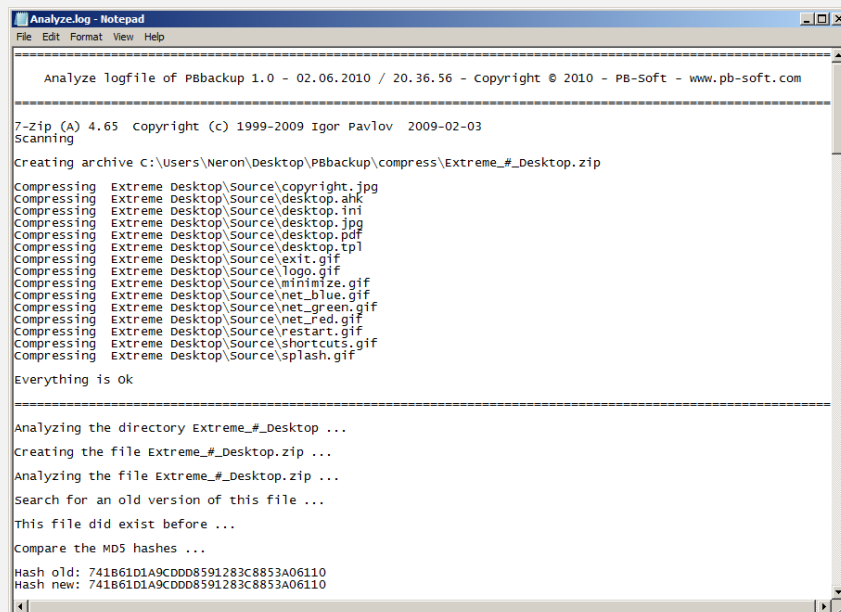 Analyze.log - Notepad
File Edit Format View Help
================================================================================
Analyze logfile of PBbackup 1.0 - 02.06.2010 / 20.36.56 - Copyright © 2010 - PB-Soft - www.pb-soft.com
================================================================================
7-Zip (A) 4.65 Copyright (c) 1999-2009 Igor Pavlov 2009-02-03
Scanning
Creating archive C:\Users\Neron\Desktop\PBbackup\compress\Extreme_#_Desktop.zip
Compressing Extreme Desktop\Source\copyright.jpg
Compressing Extreme Desktop\Source\desktop.ahk
Compressing Extreme Desktop\Source\desktop.ini
Compressing Extreme Desktop\Source\desktop.jpg
Compressing Extreme Desktop\Source\desktop.pdf
Compressing Extreme Desktop\Source\desktop.tpl
Compressing Extreme Desktop\Source\exit.gif
Compressing Extreme Desktop\Source\logo.gif
Compressing Extreme Desktop\Source\minimize.gif
Compressing Extreme Desktop\Source\net_blue.gif
Compressing Extreme Desktop\Source\net_green.gif
Compressing Extreme Desktop\Source\net_red.gif
Compressing Extreme Desktop\Source\restart.gif
Compressing Extreme Desktop\Source\shortcuts.gif
Compressing Extreme Desktop\Source\splash.gif
Everything is Ok
================================================================================
Analyzing the directory Extreme_#_Desktop ...
Creating the file Extreme_#_Desktop.zip ...
Analyzing the file Extreme_#_Desktop.zip ...
Search for an old version of this file ...
This file did exist before ...
Compare the MD5 hashes ...
Hash old: 741B61D1A9CDDD8591283C8853A06110
Hash new: 741B61D1A9CDDD8591283C8853A06110